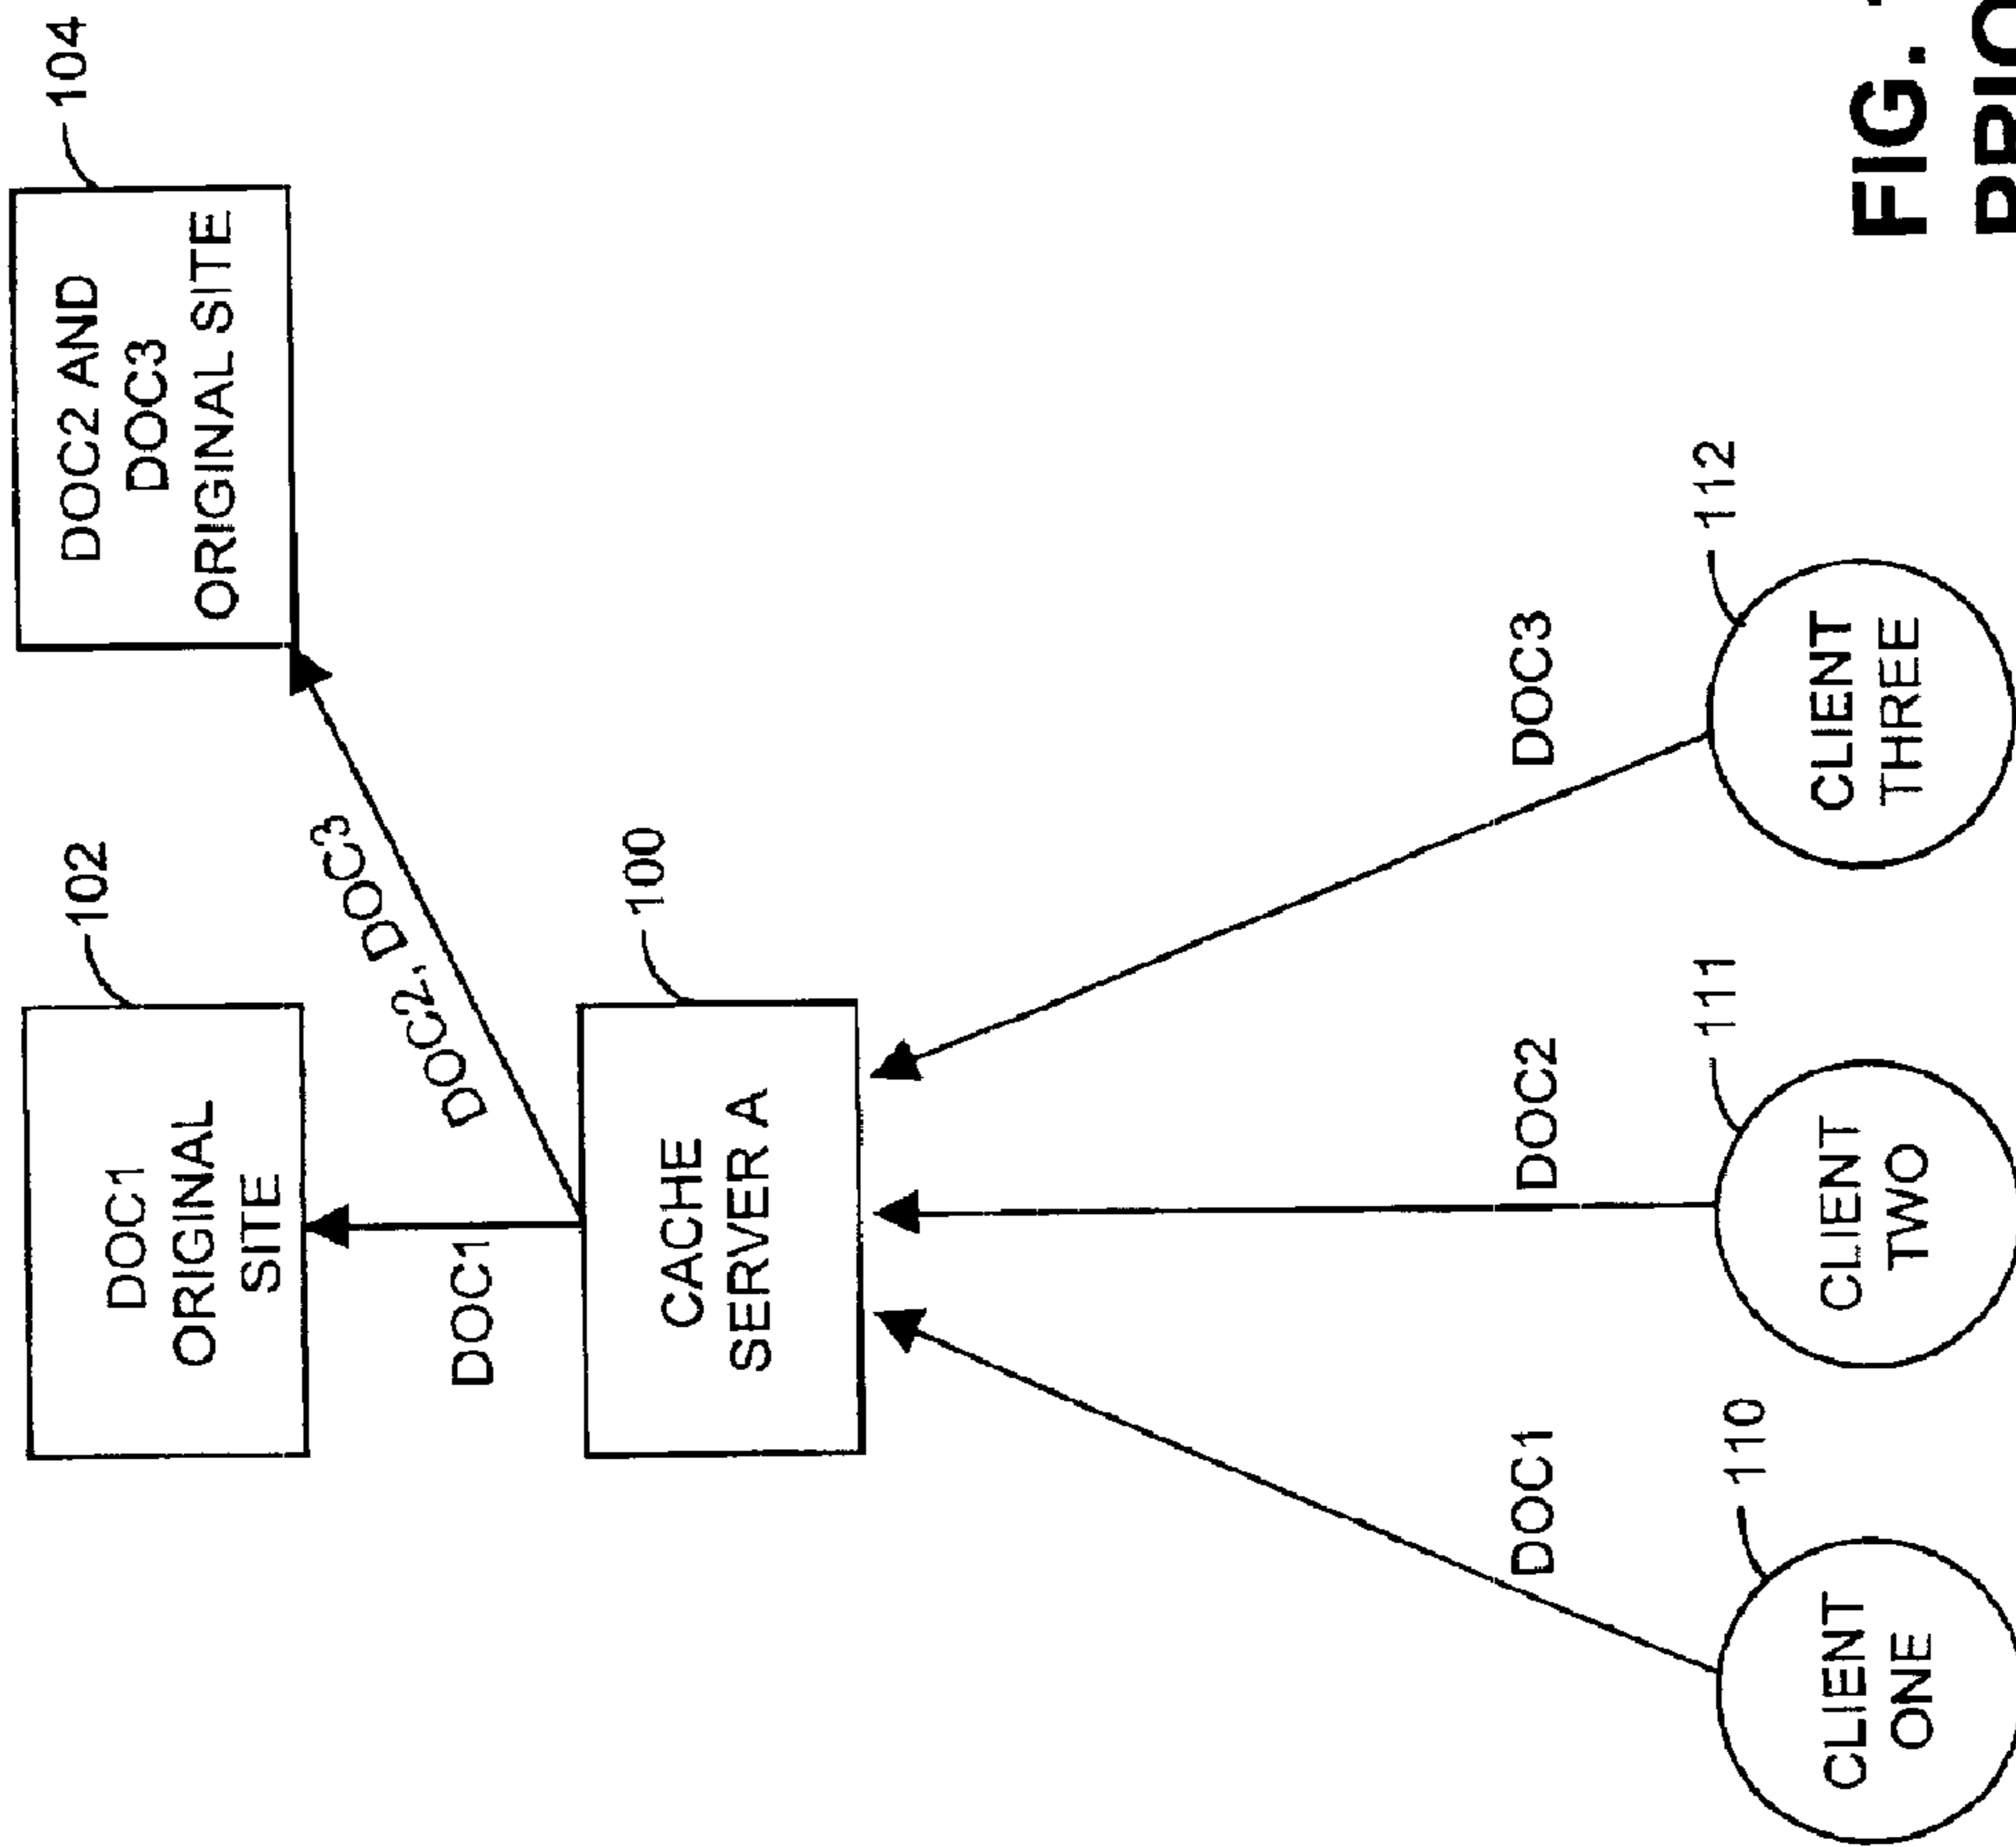 102
104
DOC1
ORIGINAL
SITE
DOC2 AND
DOC3
ORIGINAL SITE
DOC1
DOC2, DOC3
100
CACHE
SERVER A
DOC1
DOC2
DOC3
110
111
112
CLIENT
ONE
CLIENT
TWO
CLIENT
THREE
FIG.